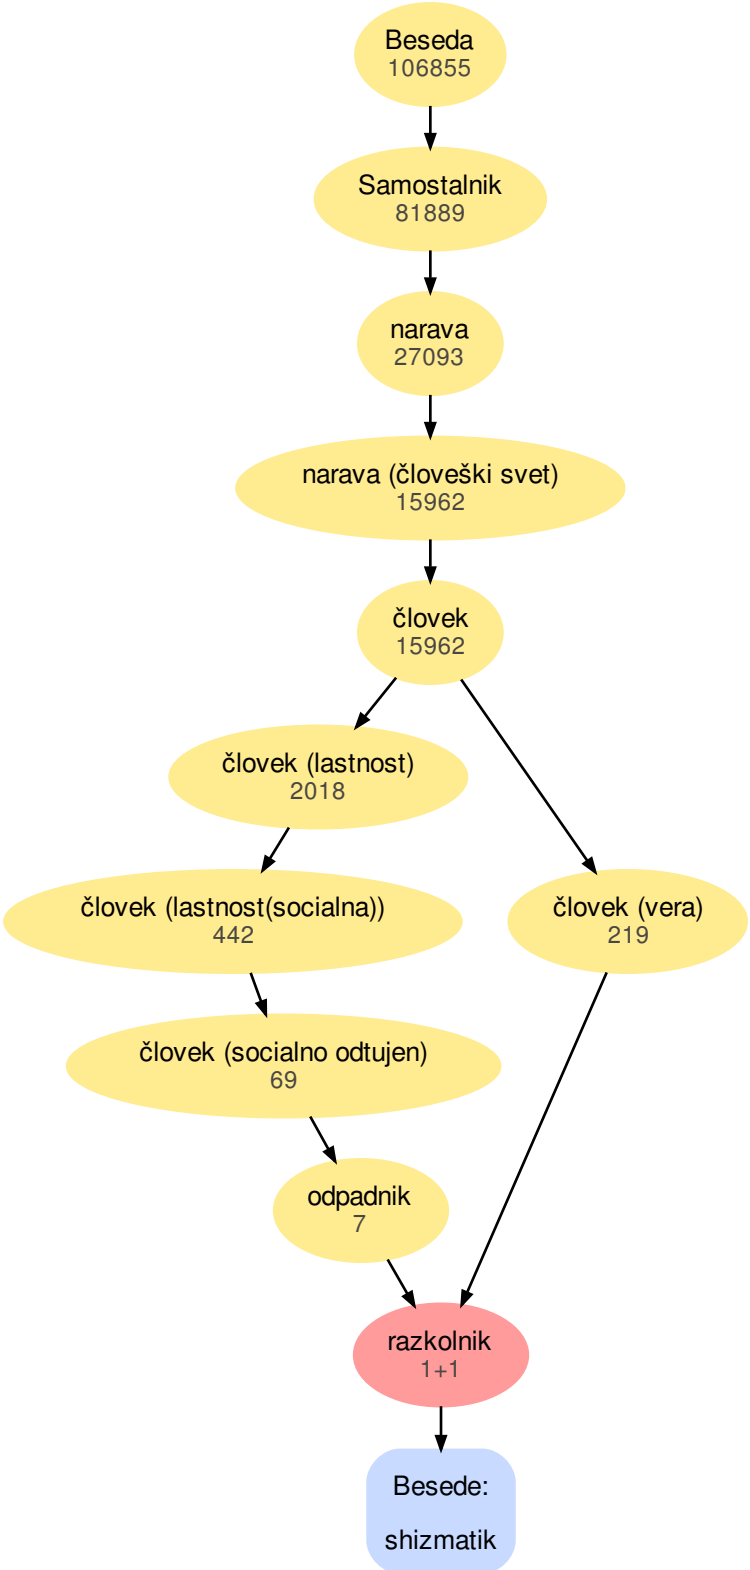 Beseda
106855
Samostalnik
81889
narava
27093
narava (človeški svet)
15962
človek
15962
človek (lastnost)
2018
človek (lastnost(socialna))
442
človek (vera)
219
človek (socialno odtujen)
69
odpadnik
7
razkolnik
1+1
Besede:
shizmatik